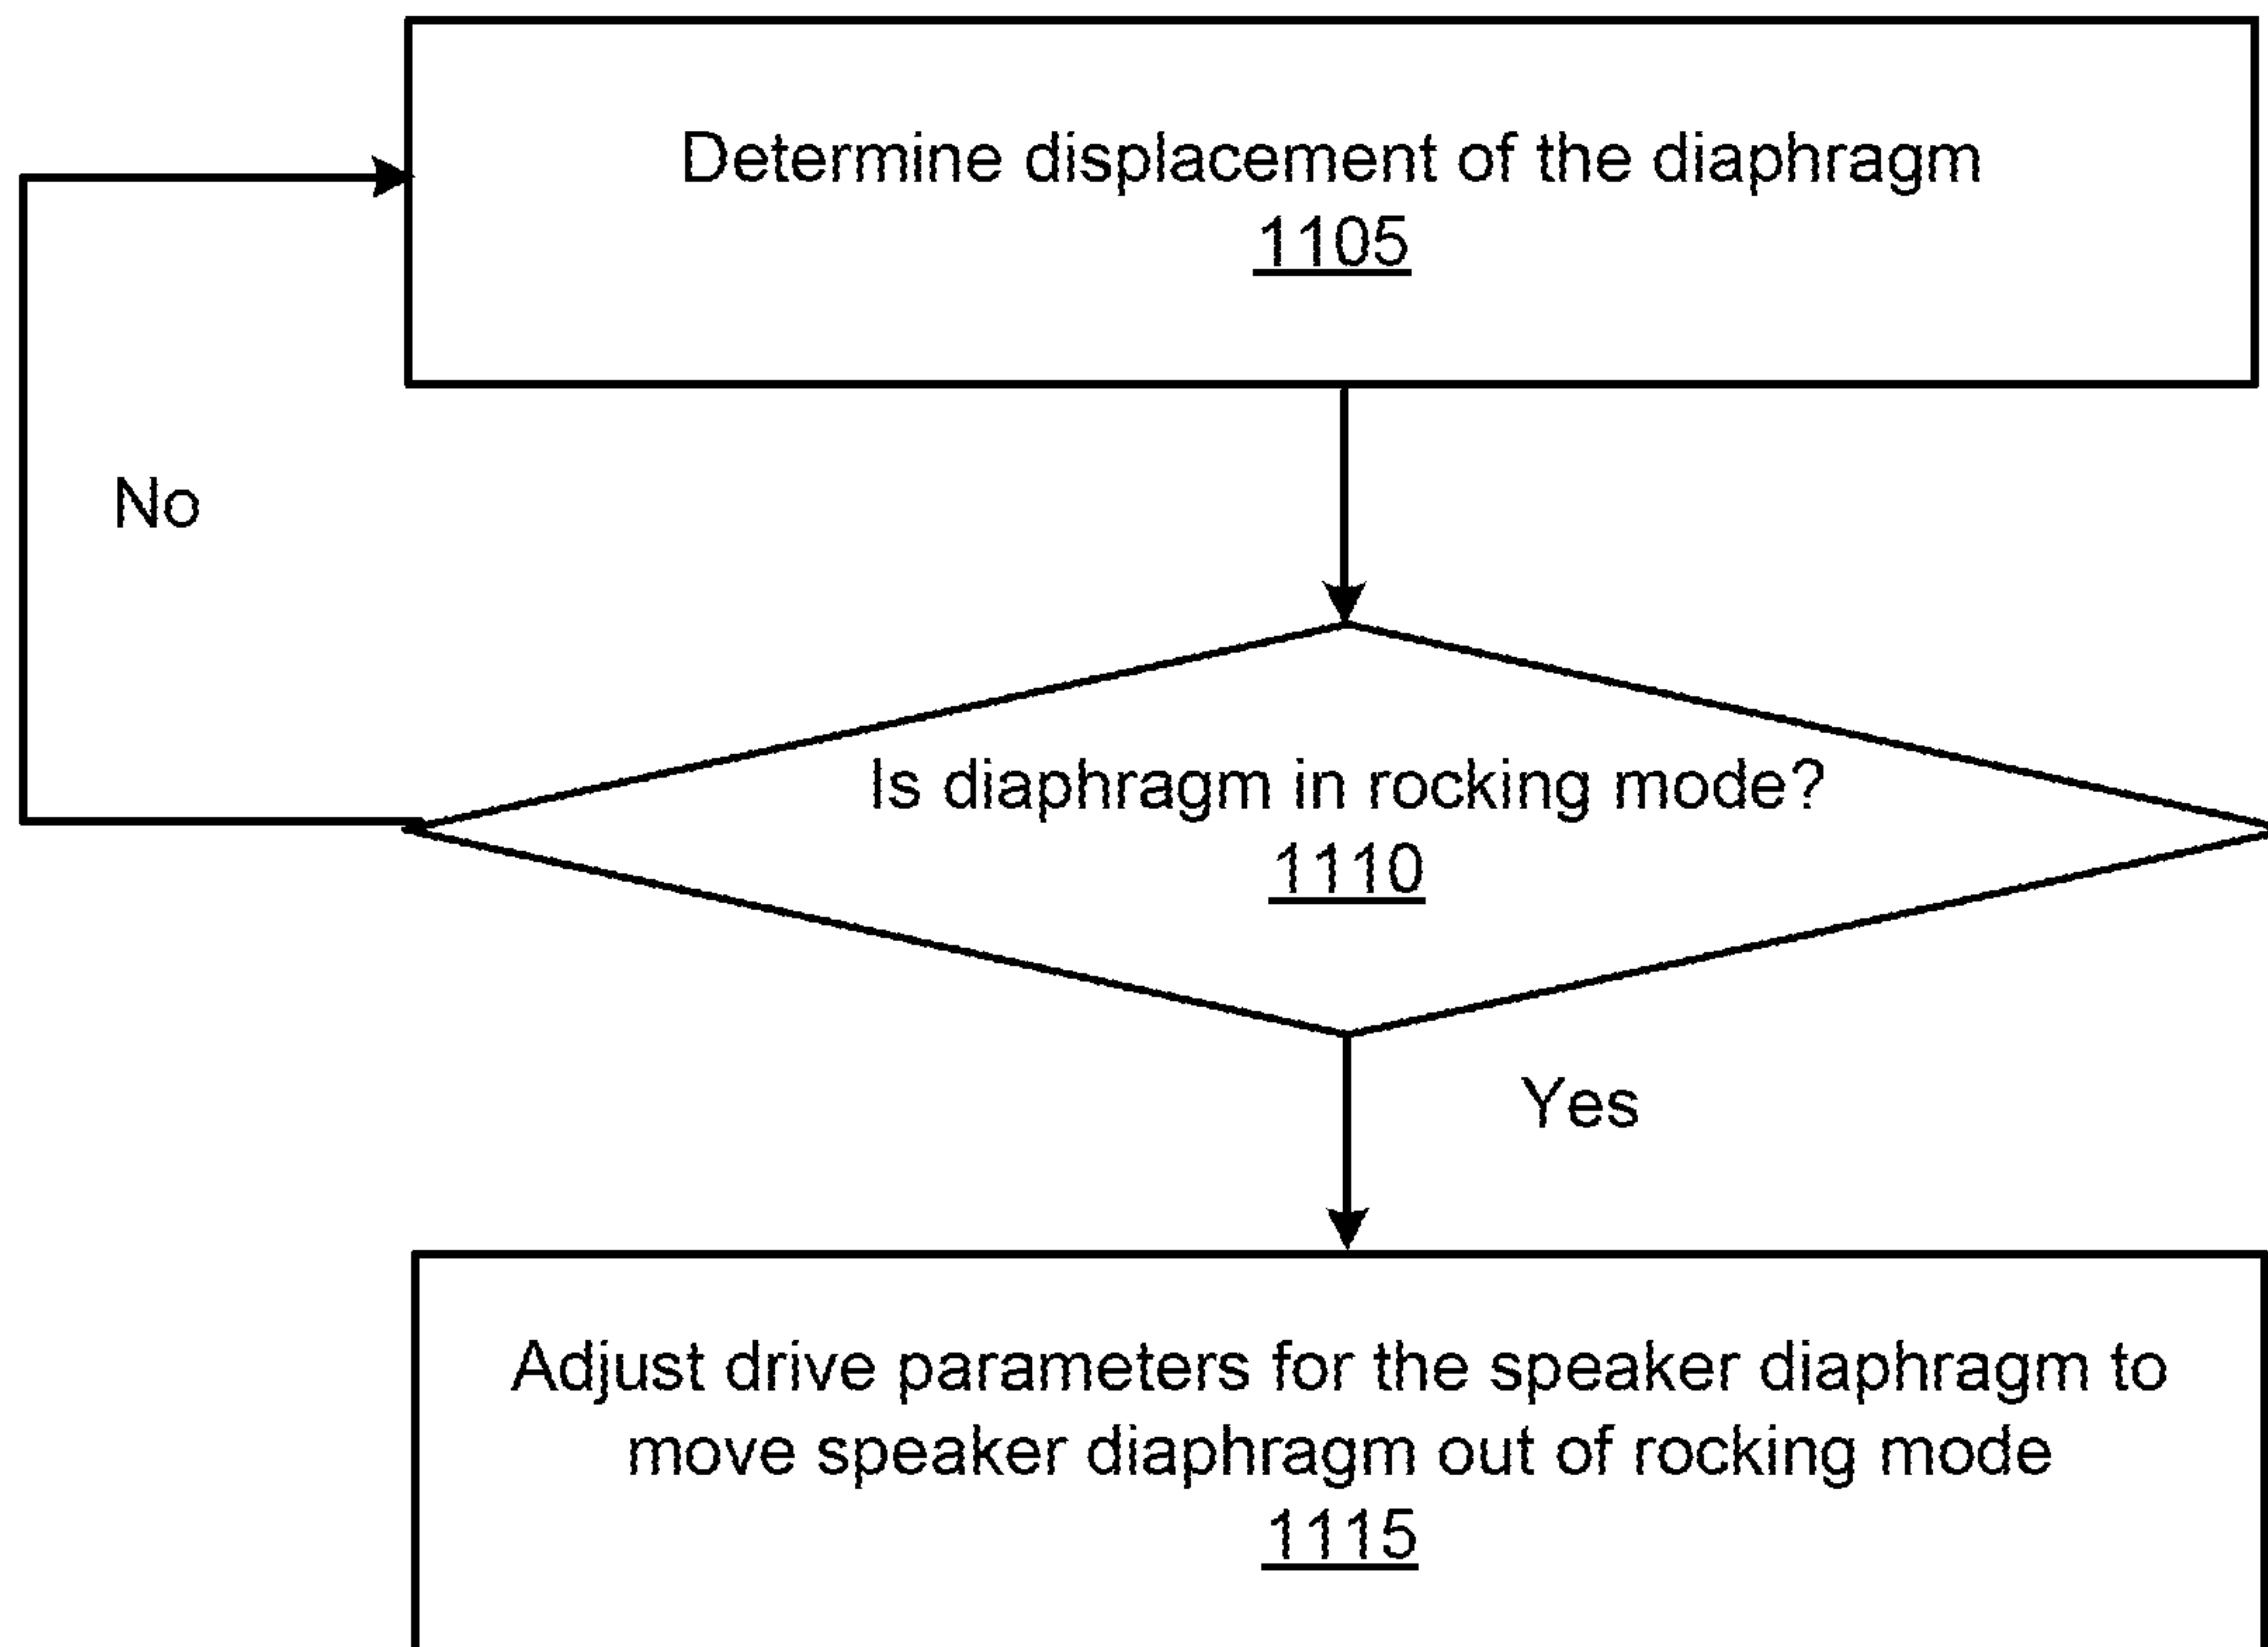 Determine displacement of the diaphragm
1105
No
Is diaphragm in rocking mode?
1110
Yes
Adjust drive parameters for the speaker diaphragm to
move speaker diaphragm out of rocking mode
1115